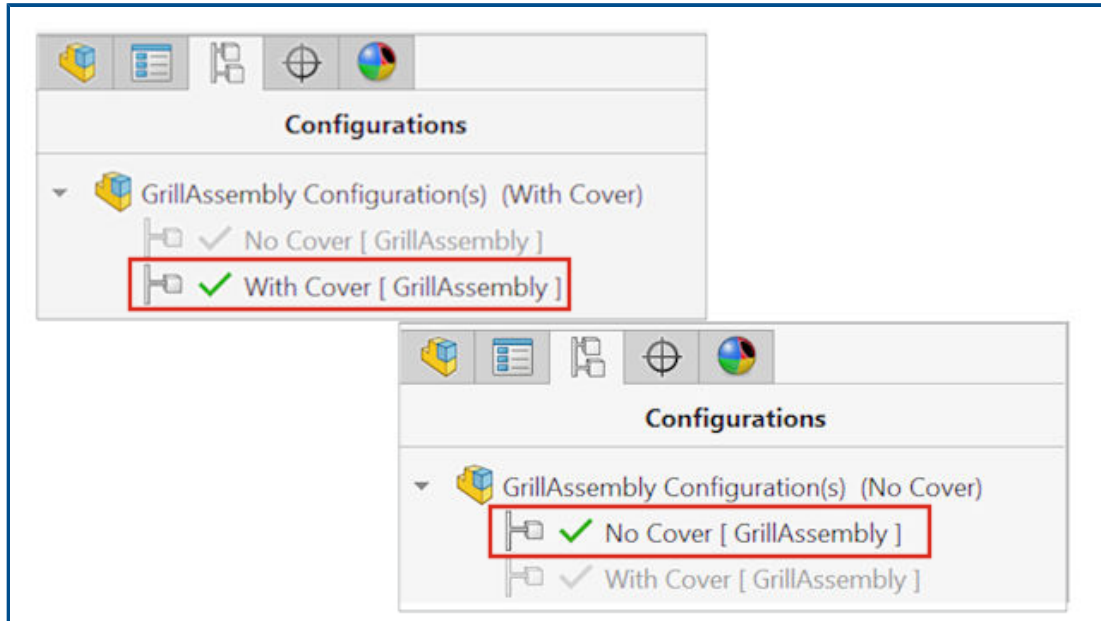 Configurations
GrillAssembly Configuration(s) (With Cover)
No Cover [ GrillAssembly ]
With Cover [ GrillAssembly ]
Configurations
GrillAssembly Configuration(s) (No Cover)
No Cover [ GrillAssembly ]
With Cover [ GrillAssembly ]